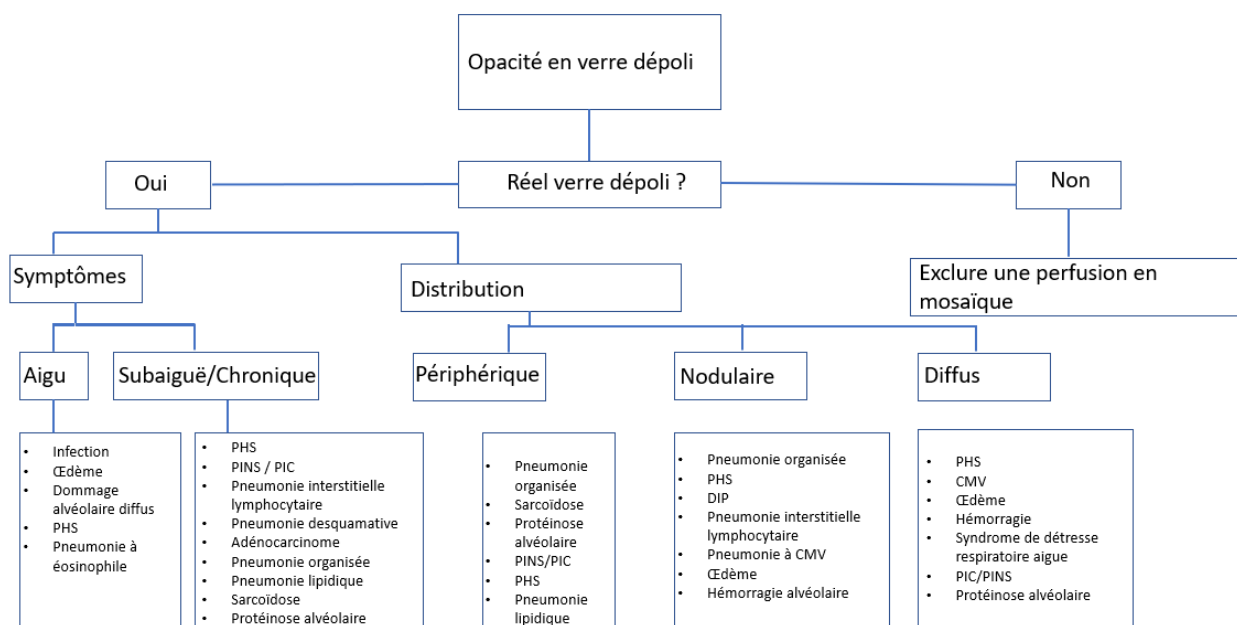 Opacité en verre dépoli
Oui
Réel verre dépoli ?
Non
Symptômes
Distribution
Exclure une perfusion en
mosaïque
Aigu
Subaiguë/Chronique
Périphérique
Nodulaire
Diffus
• Infection
• Œdème
• Dommage
alvéolaire diffus
• PHS
• Pneumonie à
éosinophile
• PHS
• PINS / PIC
• Pneumonie interstitielle
lymphocytaire
• Pneumonie desquamative
• Adénocarcinome
• Pneumonie organisée
• Pneumonie lipidique
• Sarcoïdose
• Protéinose alvéolaire
• Pneumonie
organisée
• Sarcoïdose
• Protéinose
alvéolaire
• PINS/PIC
• PHS
• Pneumonie
lipidique
• Pneumonie organisée
• PHS
• DIP
• Pneumonie interstitielle
lymphocytaire
• Pneumonie à CMV
• Œdème
• Hémorragie alvéolaire
• PHS
• CMV
• Œdème
• Hémorragie
• Syndrome de détresse
respiratoire aigue
• PIC/PINS
• Protéinose alvéolaire